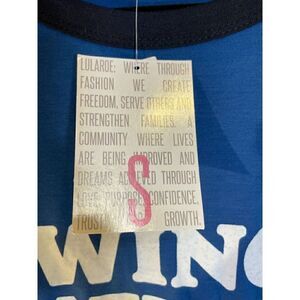 LULAROE: WHERE THROUGH
FASHION WE CREATE
FREEDOM, SERVE OTHERS AND
STRENGTHEN FAMILIES. A
COMMUNITY WHERE LIVES
ARE BEING IMPROVED AND
DREAMS ACHIEVED THROUGH
LOVE, PURPOSE, CONFIDENCE,
TRUST GROWTH.
S
WING